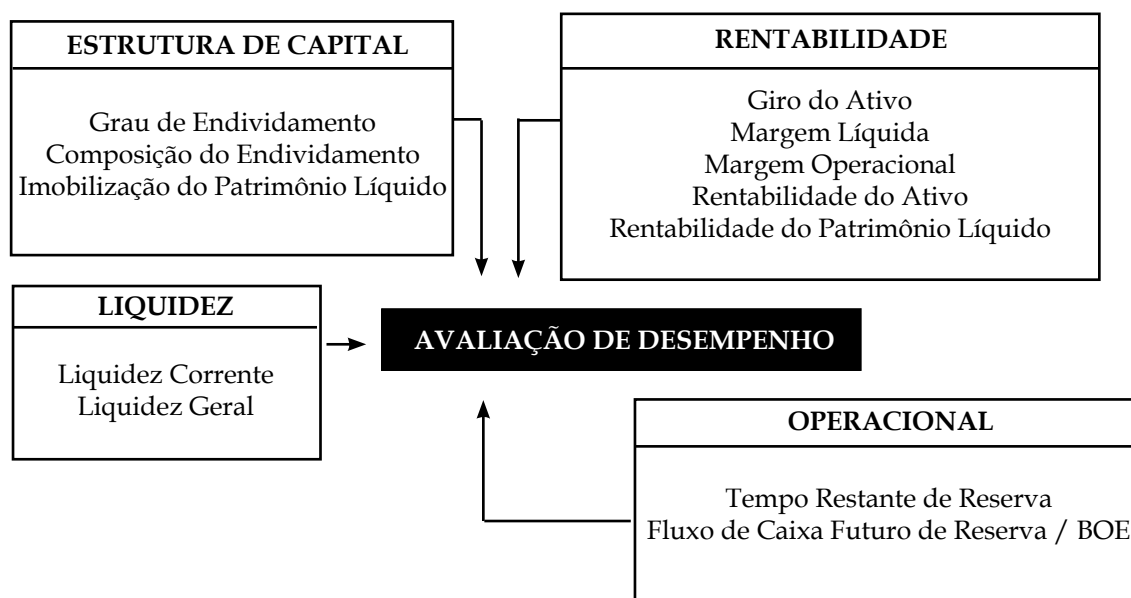 ESTRUTURA DE CAPITAL
Grau de Endividamento
Composição do Endividamento
Imobilização do Patrimônio Líquido
RENTABILIDADE
Giro do Ativo
Margem Líquida
Margem Operacional
Rentabilidade do Ativo
Rentabilidade do Patrimônio Líquido
LIQUIDEZ
Liquidez Corrente
Liquidez Geral
AVALIAÇÃO DE DESEMPENHO
OPERACIONAL
Tempo Restante de Reserva
Fluxo de Caixa Futuro de Reserva / BOE